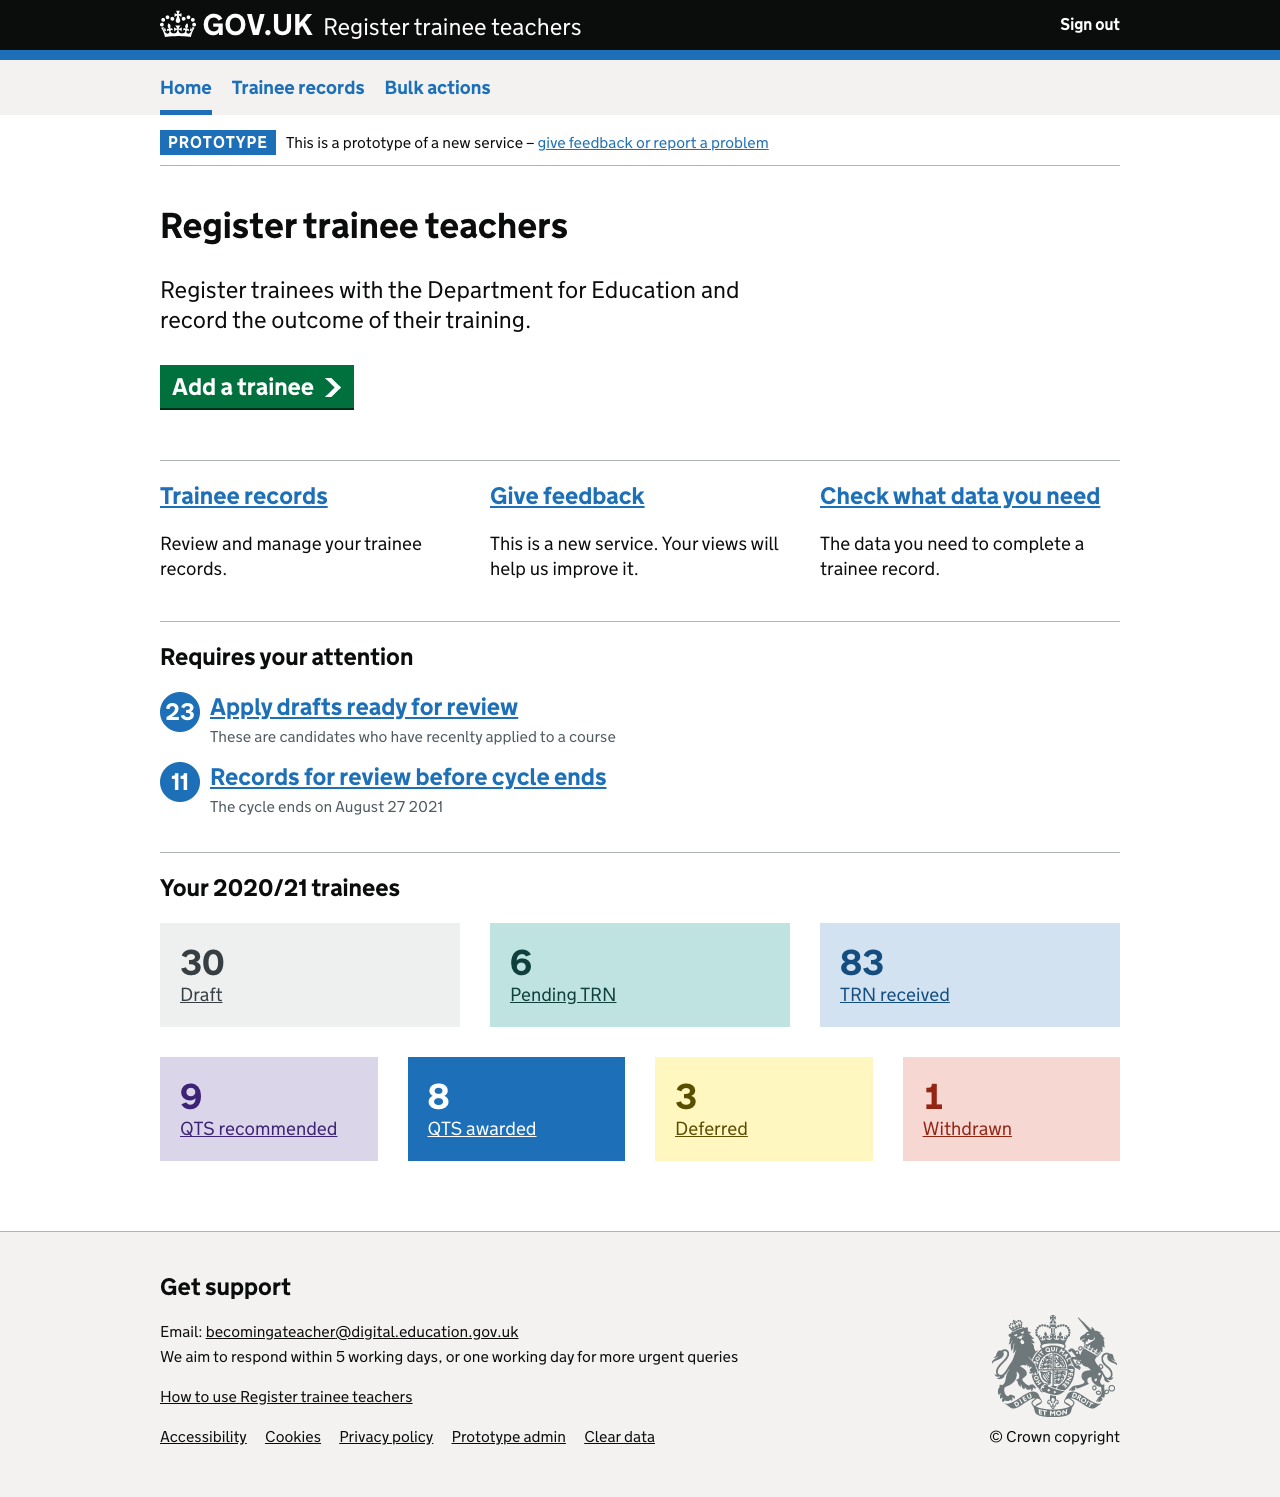 GOV.UK Register trainee teachers Sign out
Home Trainee records Bulk actions
PROTOTYPE This is a prototype of a new service – give feedback or report a problem
Register trainee teachers
Register trainees with the Department for Education and
record the outcome of their training.
Add a trainee
Trainee records
Review and manage your trainee
records.
Give feedback
This is a new service. Your views will
help us improve it.
Check what data you need
The data you need to complete a
trainee record.
Requires your attention
23 Apply drafts ready for review
These are candidates who have recenlty applied to a course
11 Records for review before cycle ends
The cycle ends on August 27 2021
Your 2020/21 trainees
30
Draft
6
Pending TRN
83
TRN received
9
QTS recommended
8
QTS awarded
3
Deferred
1
Withdrawn
Get support
Email: becomingateacher@digital.education.gov.uk
We aim to respond within 5 working days, or one working day for more urgent queries
How to use Register trainee teachers
Accessibility Cookies Privacy policy Prototype admin Clear data
© Crown copyright